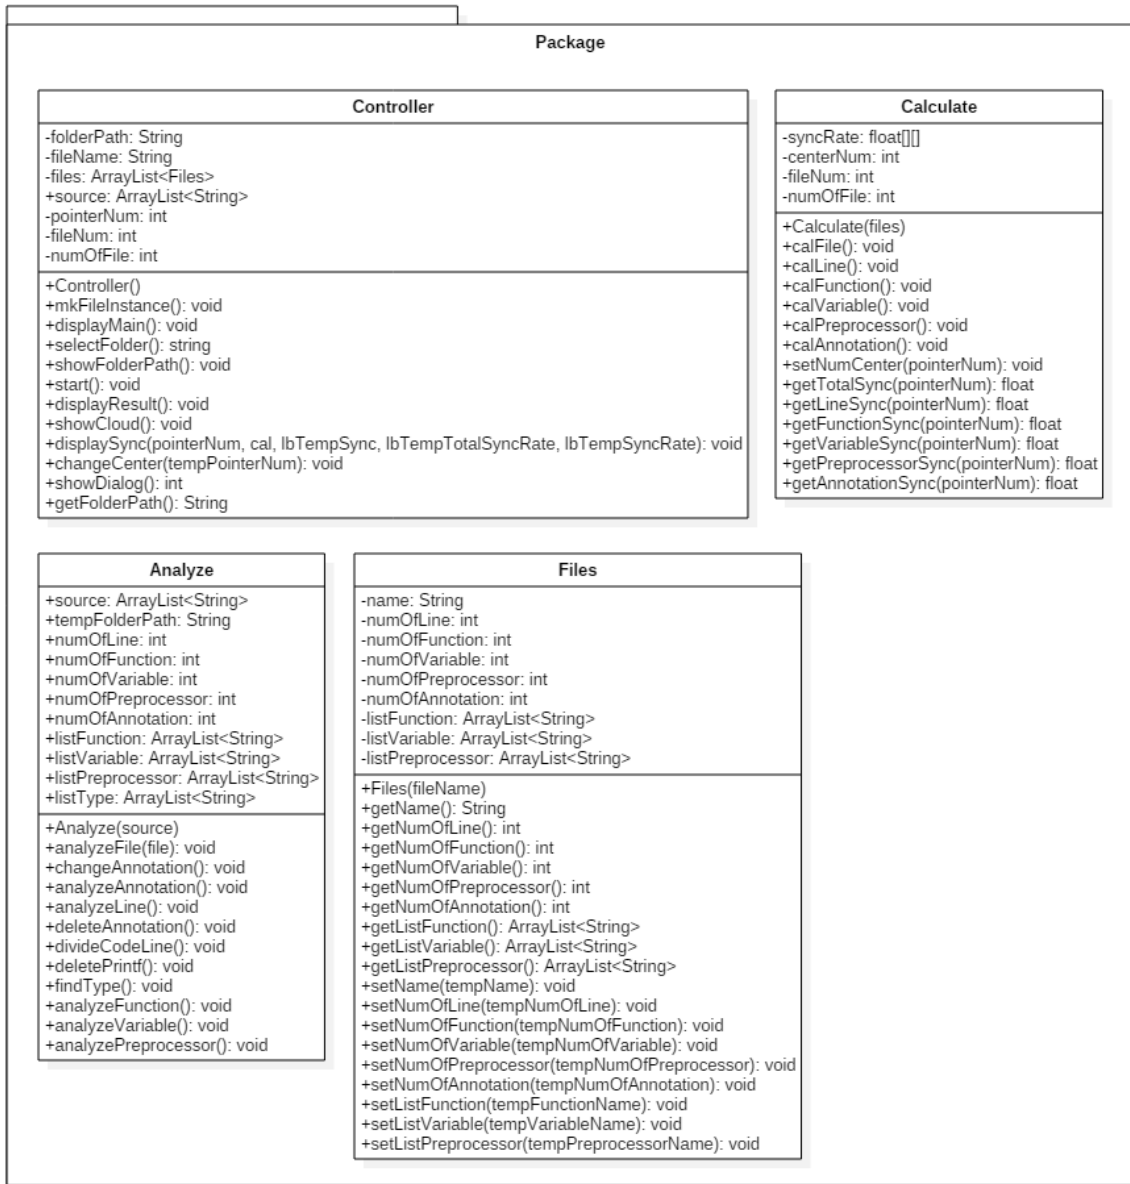 Package
Controller
-folderPath: String
-fileName: String
-files: ArrayList<Files>
+source: ArrayList<String>
-pointerNum: int
-fileNum: int
-numOfFile: int
+Controller()
+mkFileInstance(): void
+displayMain(): void
+selectFolder(): string
+showFolderPath(): void
+start(): void
+displayResult(): void
+showCloud(): void
+displaySync(pointerNum, cal, lbTempSync, lbTempTotalSyncRate, lbTempSyncRate): void
+changeCenter(tempPointerNum): void
+showDialog(): int
+getFolderPath(): String
Calculate
-syncRate: float[][]
-centerNum: int
-fileNum: int
-numOfFile: int
+Calculate(files)
+calFile(): void
+calLine(): void
+calFunction(): void
+calVariable(): void
+calPreprocessor(): void
+calAnnotation(): void
+setNumCenter(pointerNum): void
+getTotalSync(pointerNum): float
+getLineSync(pointerNum): float
+getFunctionSync(pointerNum): float
+getVariableSync(pointerNum): float
+getPreprocessorSync(pointerNum): float
+getAnnotationSync(pointerNum): float
Analyze
+source: ArrayList<String>
+tempFolderPath: String
+numOfLine: int
+numOfFunction: int
+numOfVariable: int
+numOfPreprocessor: int
+numOfAnnotation: int
+listFunction: ArrayList<String>
+listVariable: ArrayList<String>
+listPreprocessor: ArrayList<String>
+listType: ArrayList<String>
+Analyze(source)
+analyzeFile(file): void
+changeAnnotation(): void
+analyzeAnnotation(): void
+analyzeLine(): void
+deleteAnnotation(): void
+divideCodeLine(): void
+deletePrintf(): void
+findType(): void
+analyzeFunction(): void
+analyzeVariable(): void
+analyzePreprocessor(): void
Files
-name: String
-numOfLine: int
-numOfFunction: int
-numOfVariable: int
-numOfPreprocessor: int
-numOfAnnotation: int
-listFunction: ArrayList<String>
-listVariable: ArrayList<String>
-listPreprocessor: ArrayList<String>
+Files(fileName)
+getName(): String
+getNumOfLine(): int
+getNumOfFunction(): int
+getNumOfVariable(): int
+getNumOfPreprocessor(): int
+getNumOfAnnotation(): int
+getListFunction(): ArrayList<String>
+getListVariable(): ArrayList<String>
+getListPreprocessor(): ArrayList<String>
+setName(tempName): void
+setNumOfLine(tempNumOfLine): void
+setNumOfFunction(tempNumOfFunction): void
+setNumOfVariable(tempNumOfVariable): void
+setNumOfPreprocessor(tempNumOfPreprocessor): void
+setNumOfAnnotation(tempNumOfAnnotation): void
+setListFunction(tempFunctionName): void
+setListVariable(tempVariableName): void
+setListPreprocessor(tempPreprocessorName): void